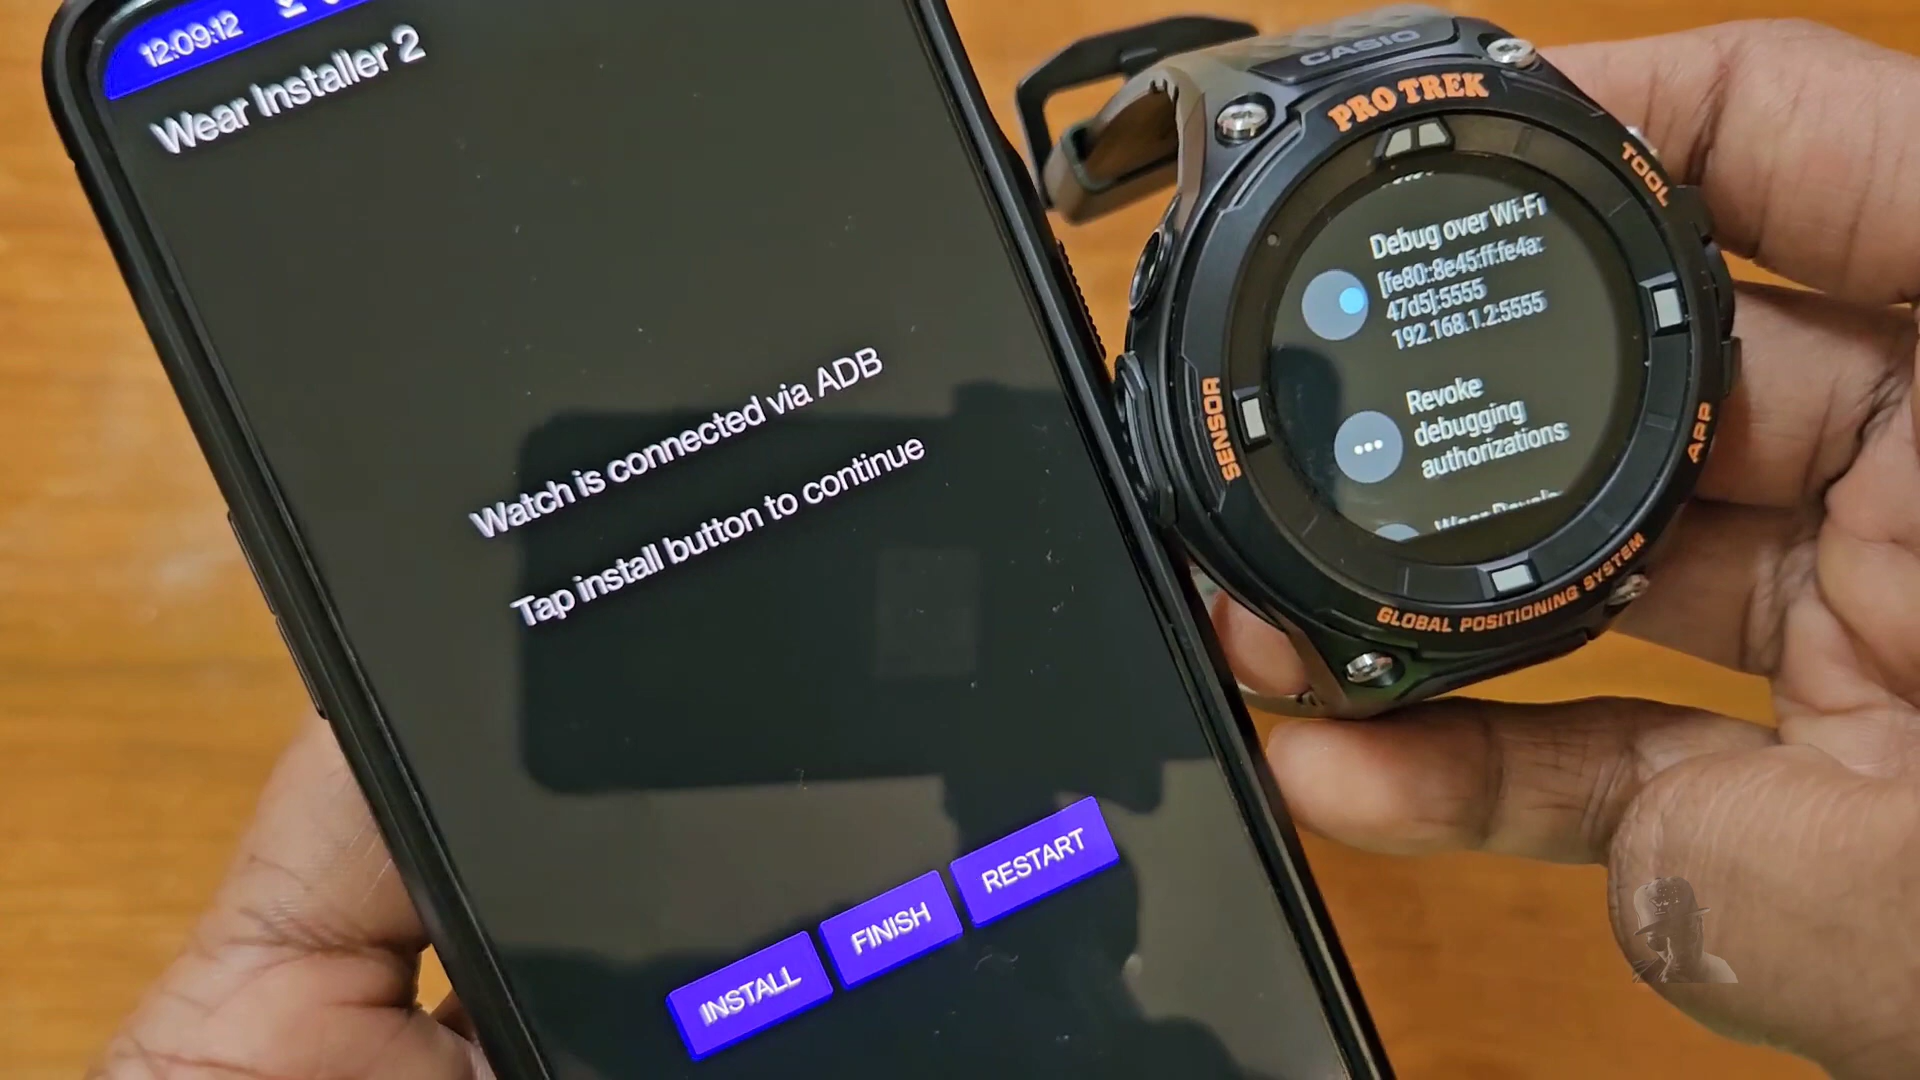 12:09:12
Wear Installer 2
Watch is connected via ADB
Tap install button to continue
INSTALL
FINISH
RESTART
CASIO
PRO TREK
TOOL
APP
SENSOR
GLOBAL POSITIONING SYSTEM
Debug over Wi-Fi
[fe80::8e45:ff:fe4a:
47d5]:5555
192.168.1.2:5555
Revoke
debugging
authorizations
Wear